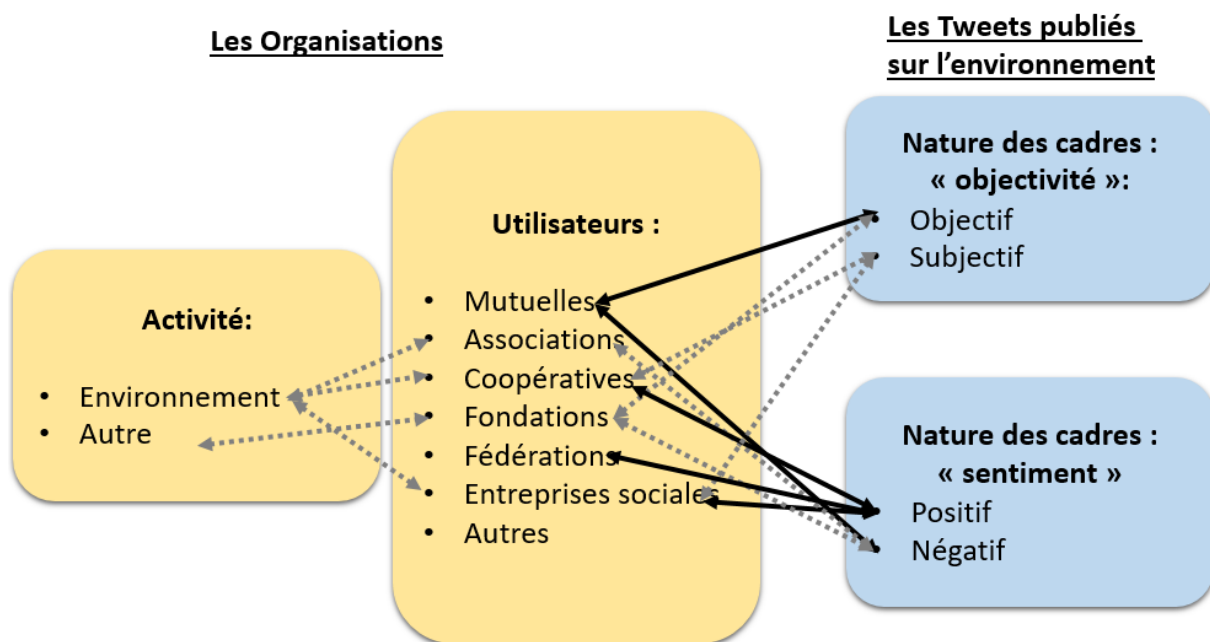 Les Organisations
Les Tweets publiés
sur l'environnement
Activité:
• Environnement
• Autre
Utilisateurs :
• Mutuelles
• Associations
• Coopératives
• Fondations
• Fédérations
• Entreprises sociales
• Autres
Nature des cadres :
« objectivité »:
• Objectif
• Subjectif
Nature des cadres :
« sentiment »
• Positif
• Négatif